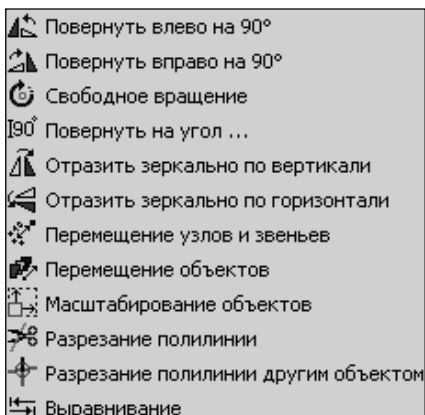 Повернуть влево на 90°
Повернуть вправо на 90°
Свободное вращение
90° Повернуть на угол ...
Отразить зеркально по вертикали
Отразить зеркально по горизонтали
Перемещение узлов и звеньев
Перемещение объектов
Масштабирование объектов
Разрезание полилинии
Разрезание полилинии другим объектом
Выравнивание